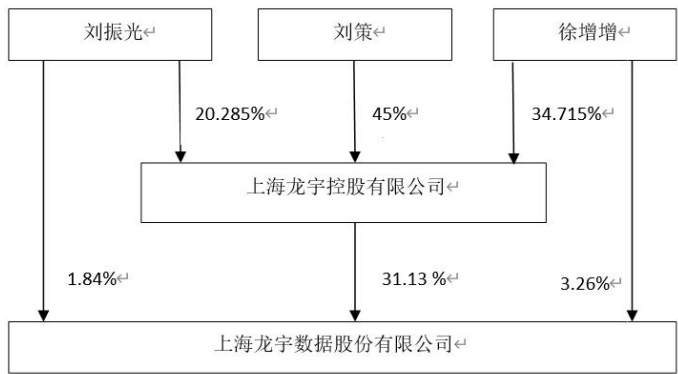 刘振光
刘策
徐增增
20.285%
45%
34.715%
上海龙宇控股有限公司
1.84%
31.13 %
3.26%
上海龙宇数据股份有限公司